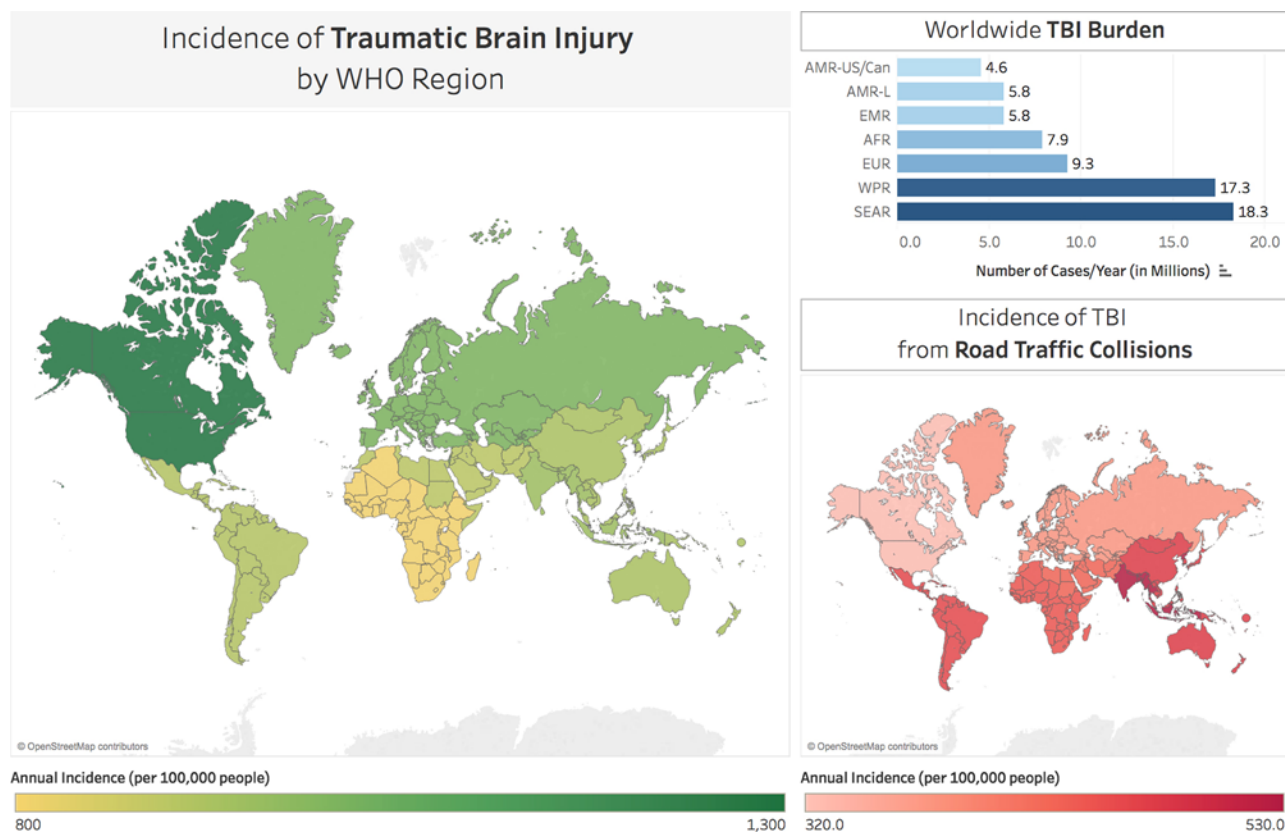 Incidence of Traumatic Brain Injury
by WHO Region
© OpenStreetMap contributors
Annual Incidence (per 100,000 people)
800 1,300
Worldwide TBI Burden
AMR-US/Can 4.6
AMR-L 5.8
EMR 5.8
AFR 7.9
EUR 9.3
WPR 17.3
SEAR 18.3
0.0 5.0 10.0 15.0 20.0
Number of Cases/Year (in Millions)
Incidence of TBI
from Road Traffic Collisions
© OpenStreetMap contributors
Annual Incidence (per 100,000 people)
320.0 530.0